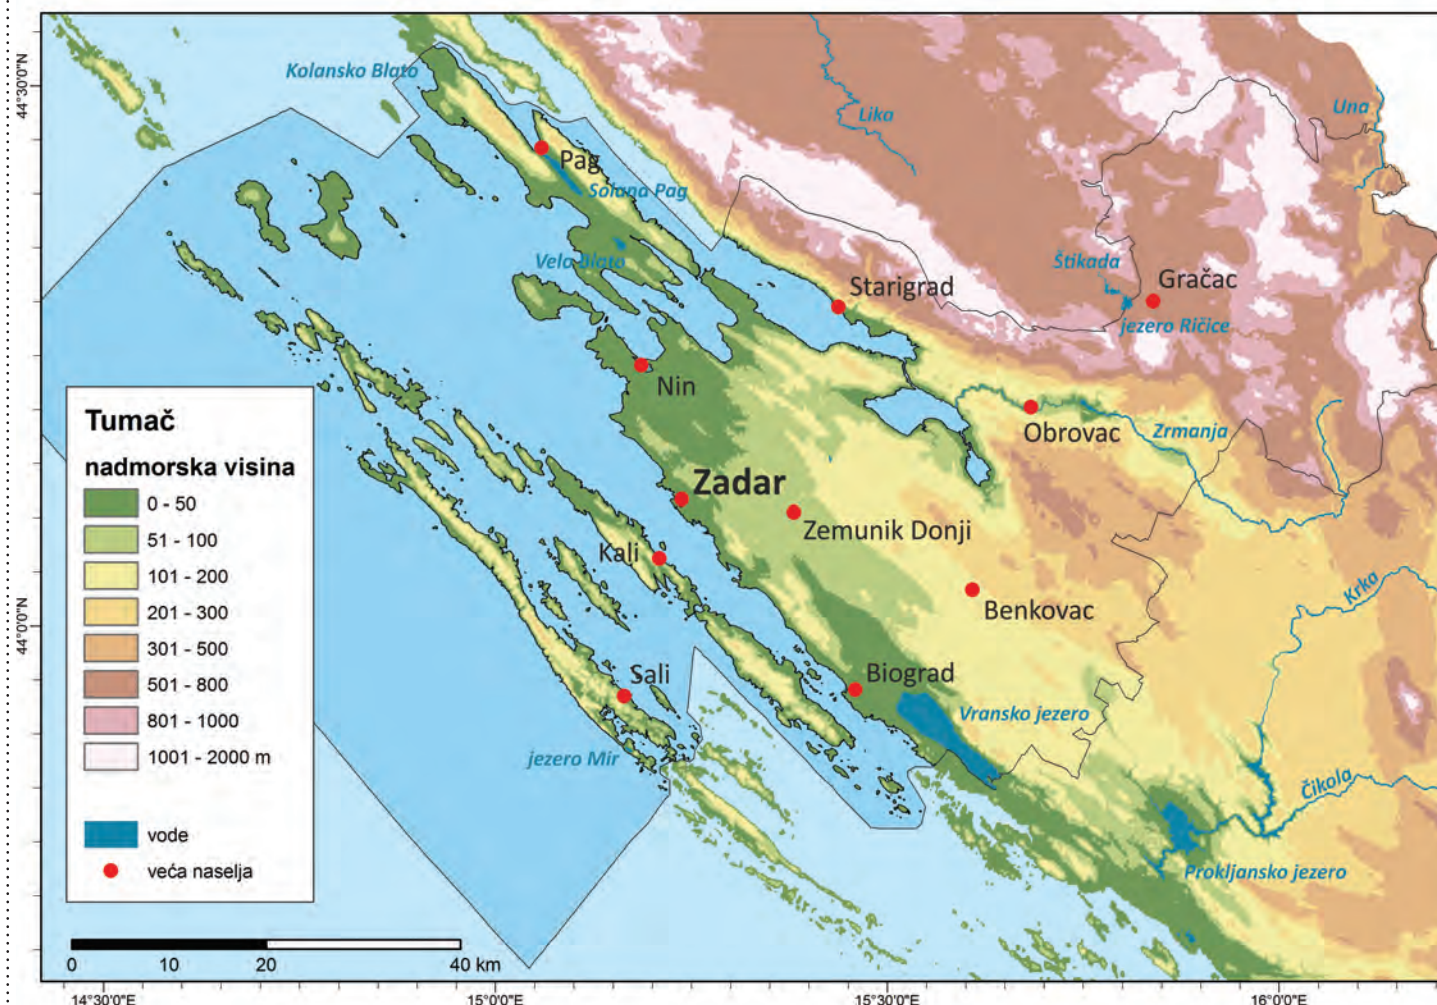 44°30'0"N
44°0'0"N
Kolansko Blato
Pag
Solana Pag
Velo Blato
Lika
Una
Štikada
Gračac
jezero Ričice
Starigrad
Nin
Obrovac
Zrmanja
Zadar
Zemunik Donji
Kali
Benkovac
Krka
Sali
Biograd
Vransko jezero
jezero Mir
Čikola
Prokljansko jezero
Tumač
nadmorska visina
0 - 50
51 - 100
101 - 200
201 - 300
301 - 500
501 - 800
801 - 1000
1001 - 2000 m
vode
veća naselja
0 10 20 40 km
14°30'0"E 15°0'0"E 15°30'0"E 16°0'0"E